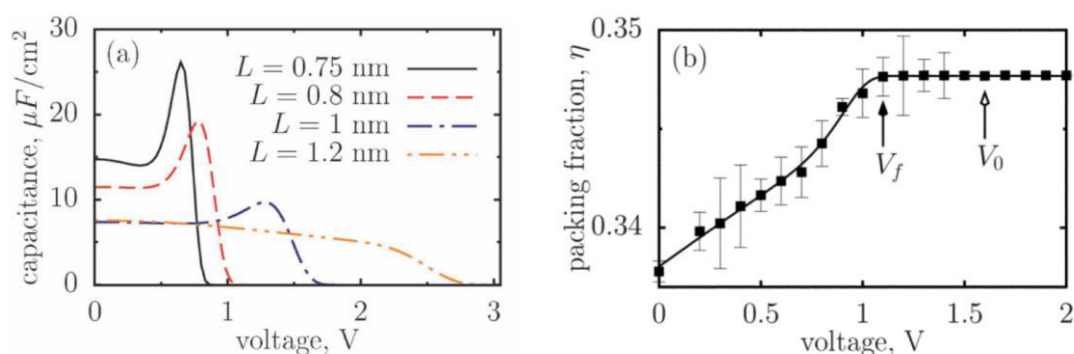 capacitance, μF/cm²
30
20
10
0
0
1
2
3
voltage, V
(a)
L = 0.75 nm
L = 0.8 nm
L = 1 nm
L = 1.2 nm
packing fraction, η
0.35
0.34
0
0.5
1
1.5
2
voltage, V
(b)
V_f
V_0